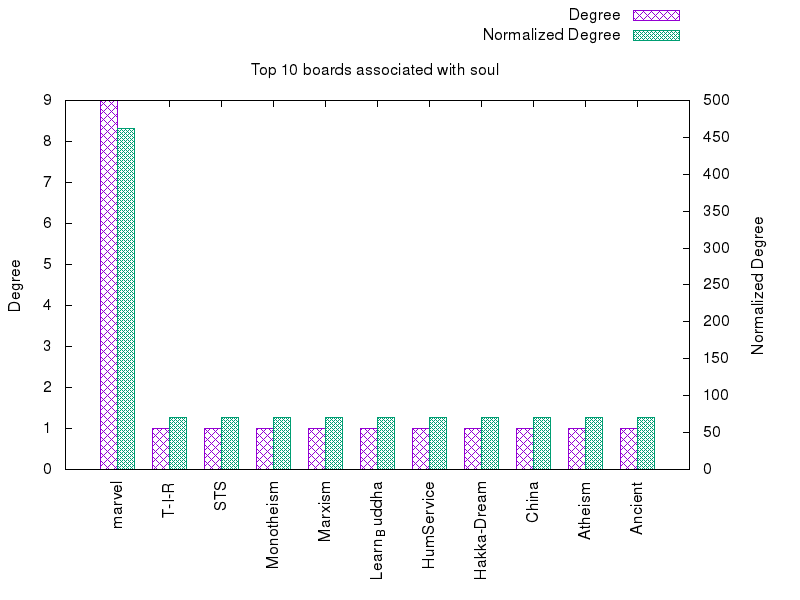 Degree
Normalized Degree
Top 10 boards associated with soul
9
8
7
6
5
4
3
2
1
0
Degree
500
450
400
350
300
250
200
150
100
50
0
Normalized Degree
marvel
T-I-R
STS
Monotheism
Marxism
LearnBuddha
HumService
Hakka-Dream
China
Atheism
Ancient